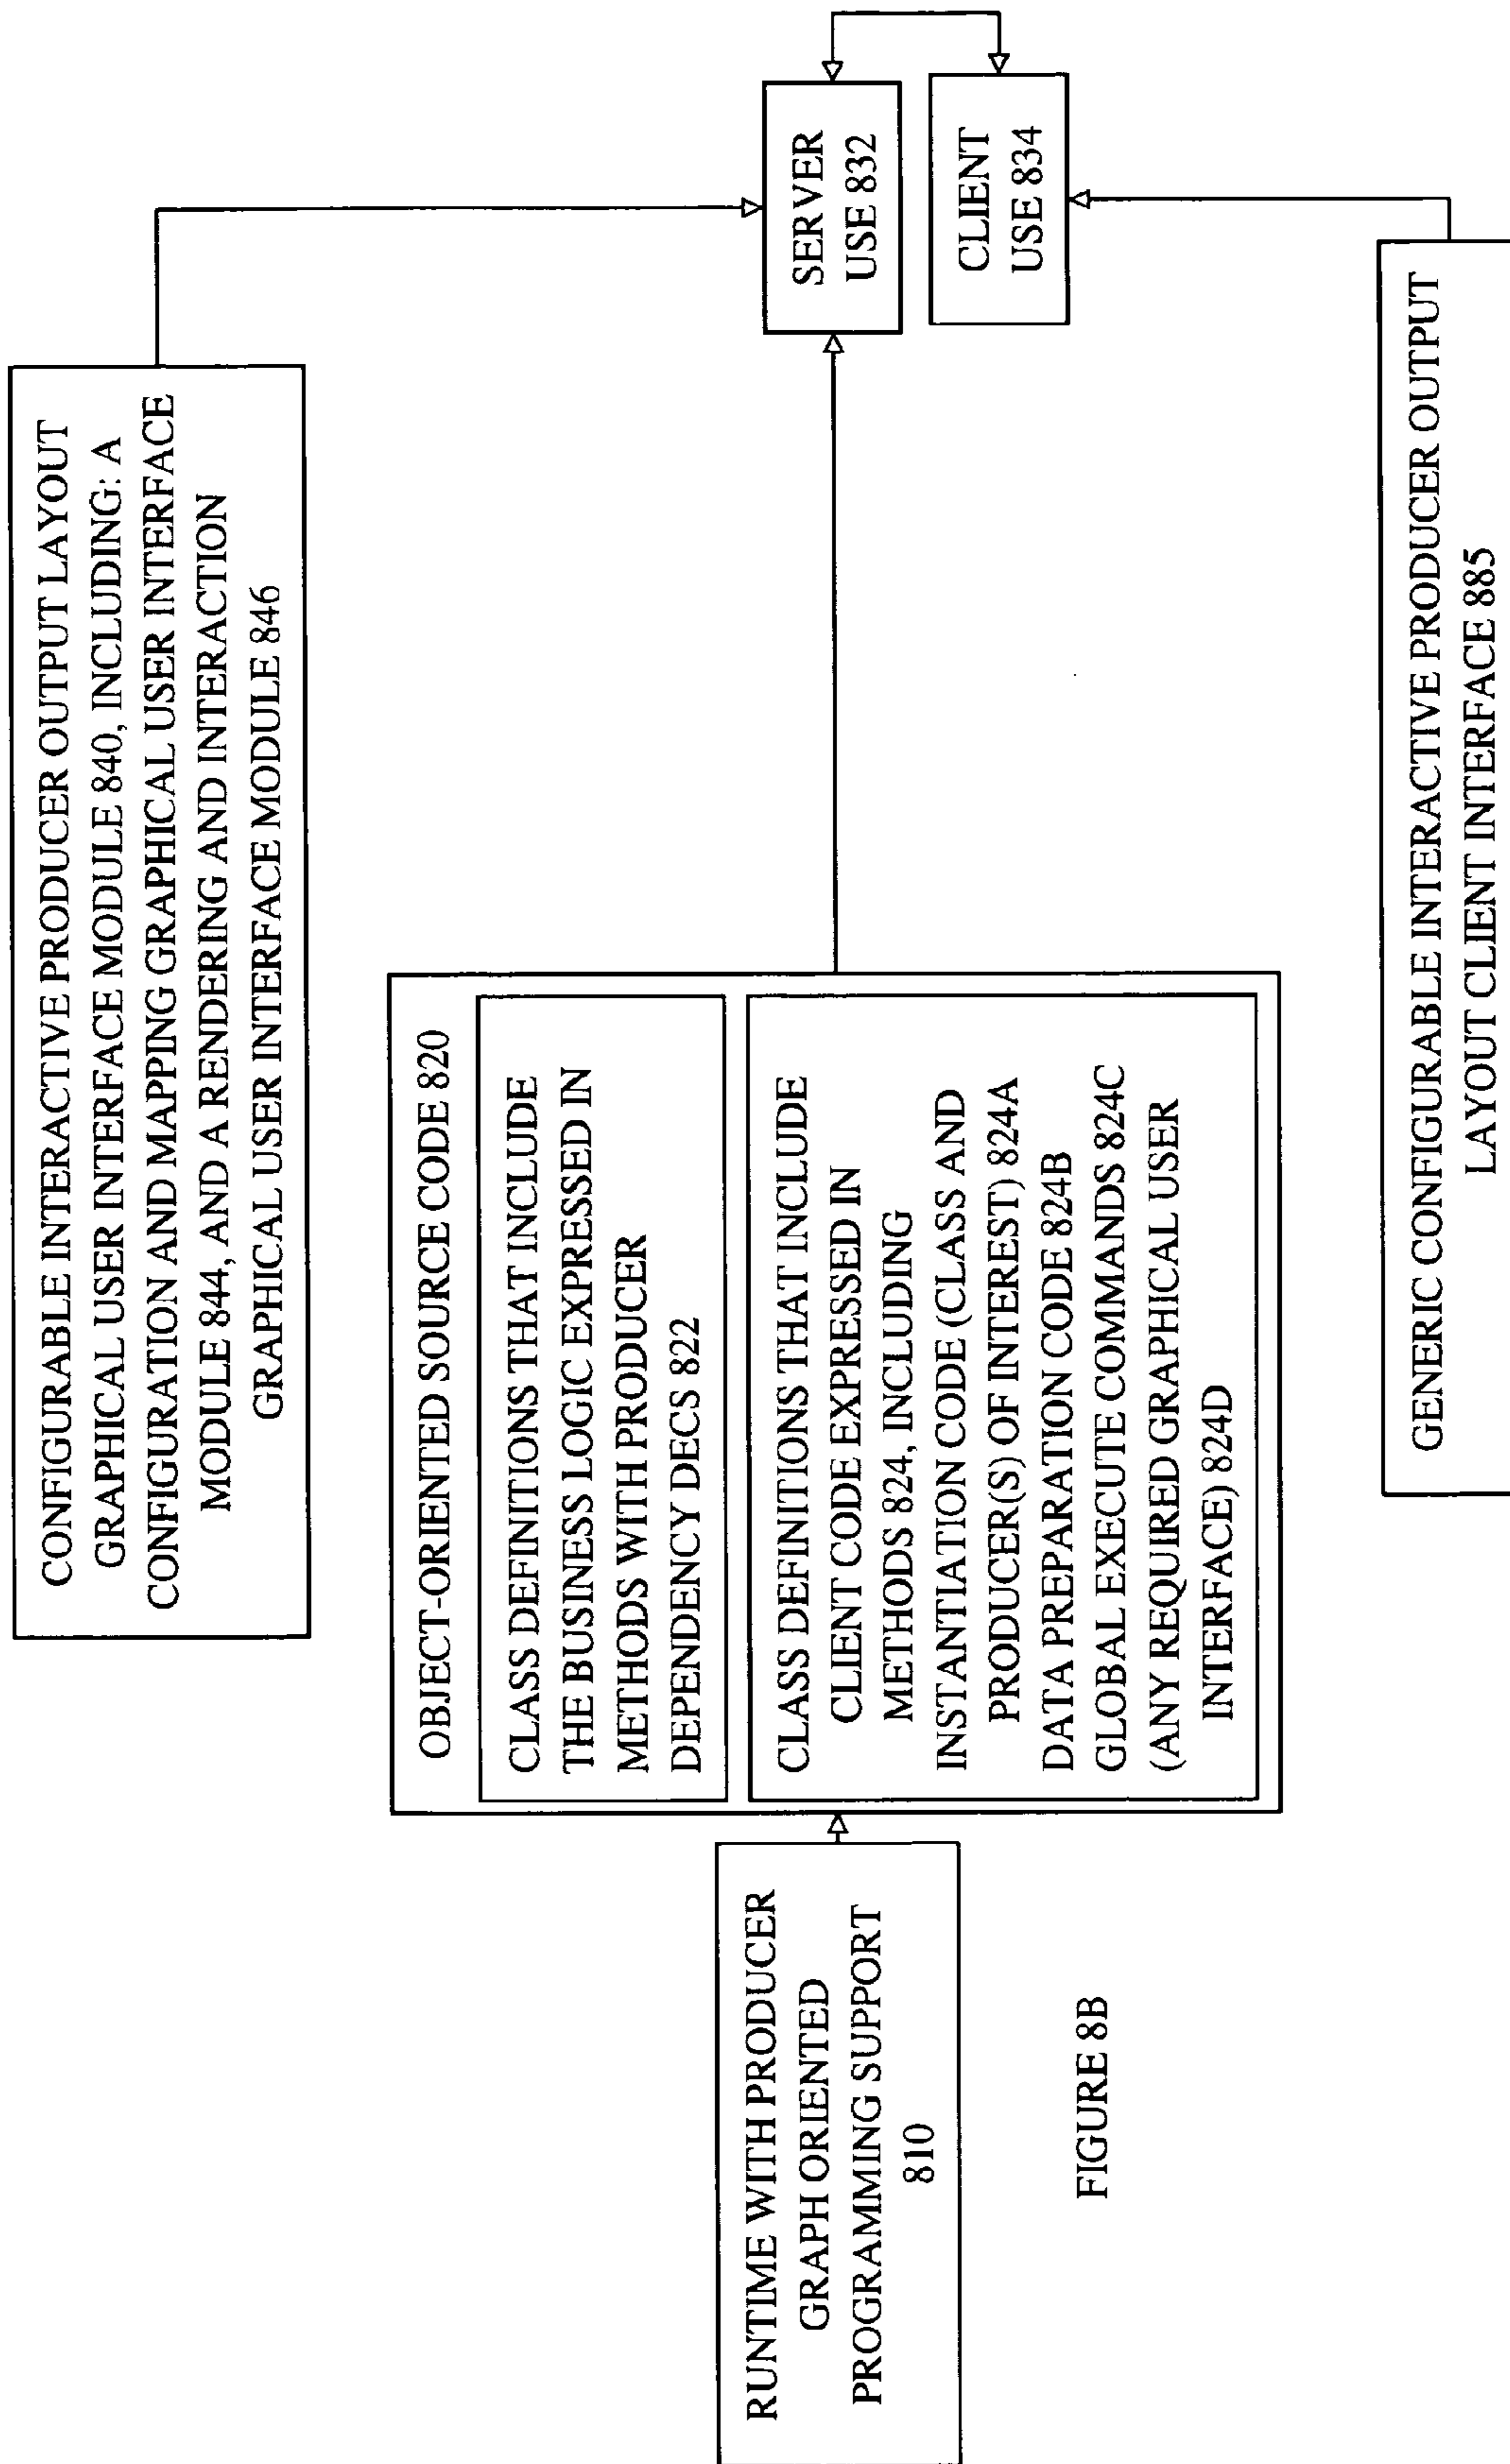 CONFIGURABLE INTERACTIVE PRODUCER OUTPUT LAYOUT
GRAPHICAL USER INTERFACE MODULE 840, INCLUDING: A
CONFIGURATION AND MAPPING GRAPHICAL USER INTERFACE
MODULE 844, AND A RENDERING AND INTERACTION
GRAPHICAL USER INTERFACE MODULE 846
RUNTIME WITH PRODUCER
GRAPH ORIENTED
PROGRAMMING SUPPORT
810
OBJECT-ORIENTED SOURCE CODE 820
CLASS DEFINITIONS THAT INCLUDE
THE BUSINESS LOGIC EXPRESSED IN
METHODS WITH PRODUCER
DEPENDENCY DECS 822
CLASS DEFINITIONS THAT INCLUDE
CLIENT CODE EXPRESSED IN
METHODS 824, INCLUDING
INSTANTIATION CODE (CLASS AND
PRODUCER(S) OF INTEREST) 824A
DATA PREPARATION CODE 824B
GLOBAL EXECUTE COMMANDS 824C
(ANY REQUIRED GRAPHICAL USER
INTERFACE) 824D
SERVER
USE 832
CLIENT
USE 834
GENERIC CONFIGURABLE INTERACTIVE PRODUCER OUTPUT
LAYOUT CLIENT INTERFACE 885
FIGURE 8B